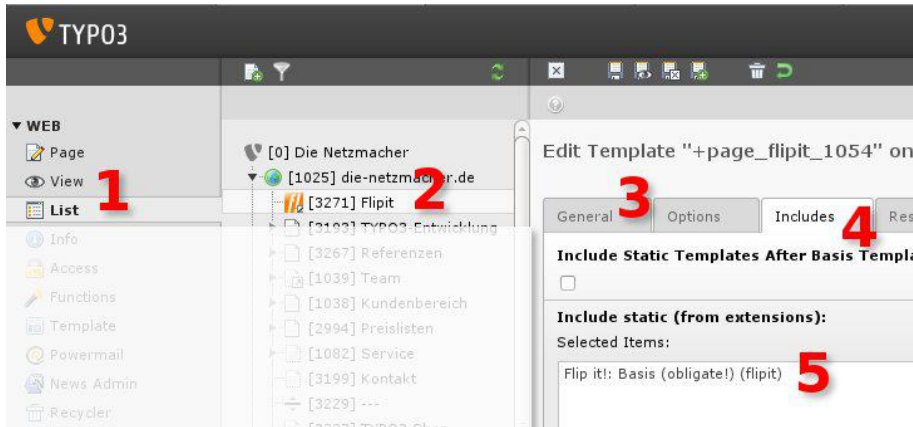 TYPO3
WEB
Page
View
List
Info
Access
Functions
Template
Powermail
News Admin
Recycler
1
[0] Die Netzmacher
[1025] die-netzmacher.de
[3271] Flipit
[3193] TYPO3-Entwicklung
[3267] Referenzen
[1039] Team
[1038] Kundenbereich
[2994] Preislisten
[1082] Service
[3199] Kontakt
[3229] ---
2
Edit Template "+page_flipit_1054" on
General
Options
Includes
Res
3
4
Include Static Templates After Basis Templa
Include static (from extensions):
Selected Items:
Flip it!: Basis (obligate!) (flipit)
5